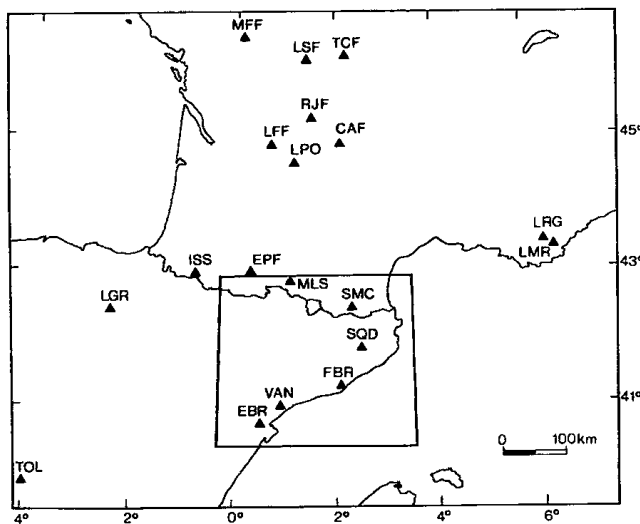 MFF
LSF TCF
RJF
LFF CAF
LPO
45°
LRG
LMR
ISS EPF
43°
MLS
LGR SMC
SQD
FBR
VAN
41°
EBR
0 100km
TOL
4° 2° 0° 2° 4° 6°